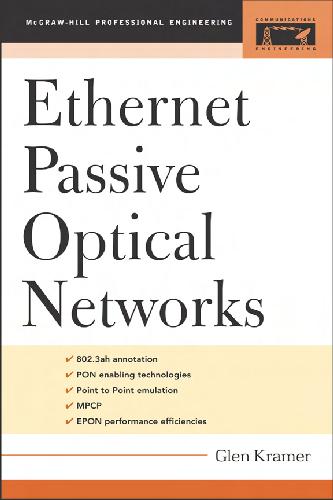 McGRAW-HILL PROFESSIONAL ENGINEERING
COMMUNICATIONS
ENGINEERING
Ethernet
Passive
Optical
Networks
✔ 802.3ah annotation
✔ PON enabling technologies
✔ Point to Point emulation
✔ MPCP
✔ EPON performance efficiencies
Glen Kramer